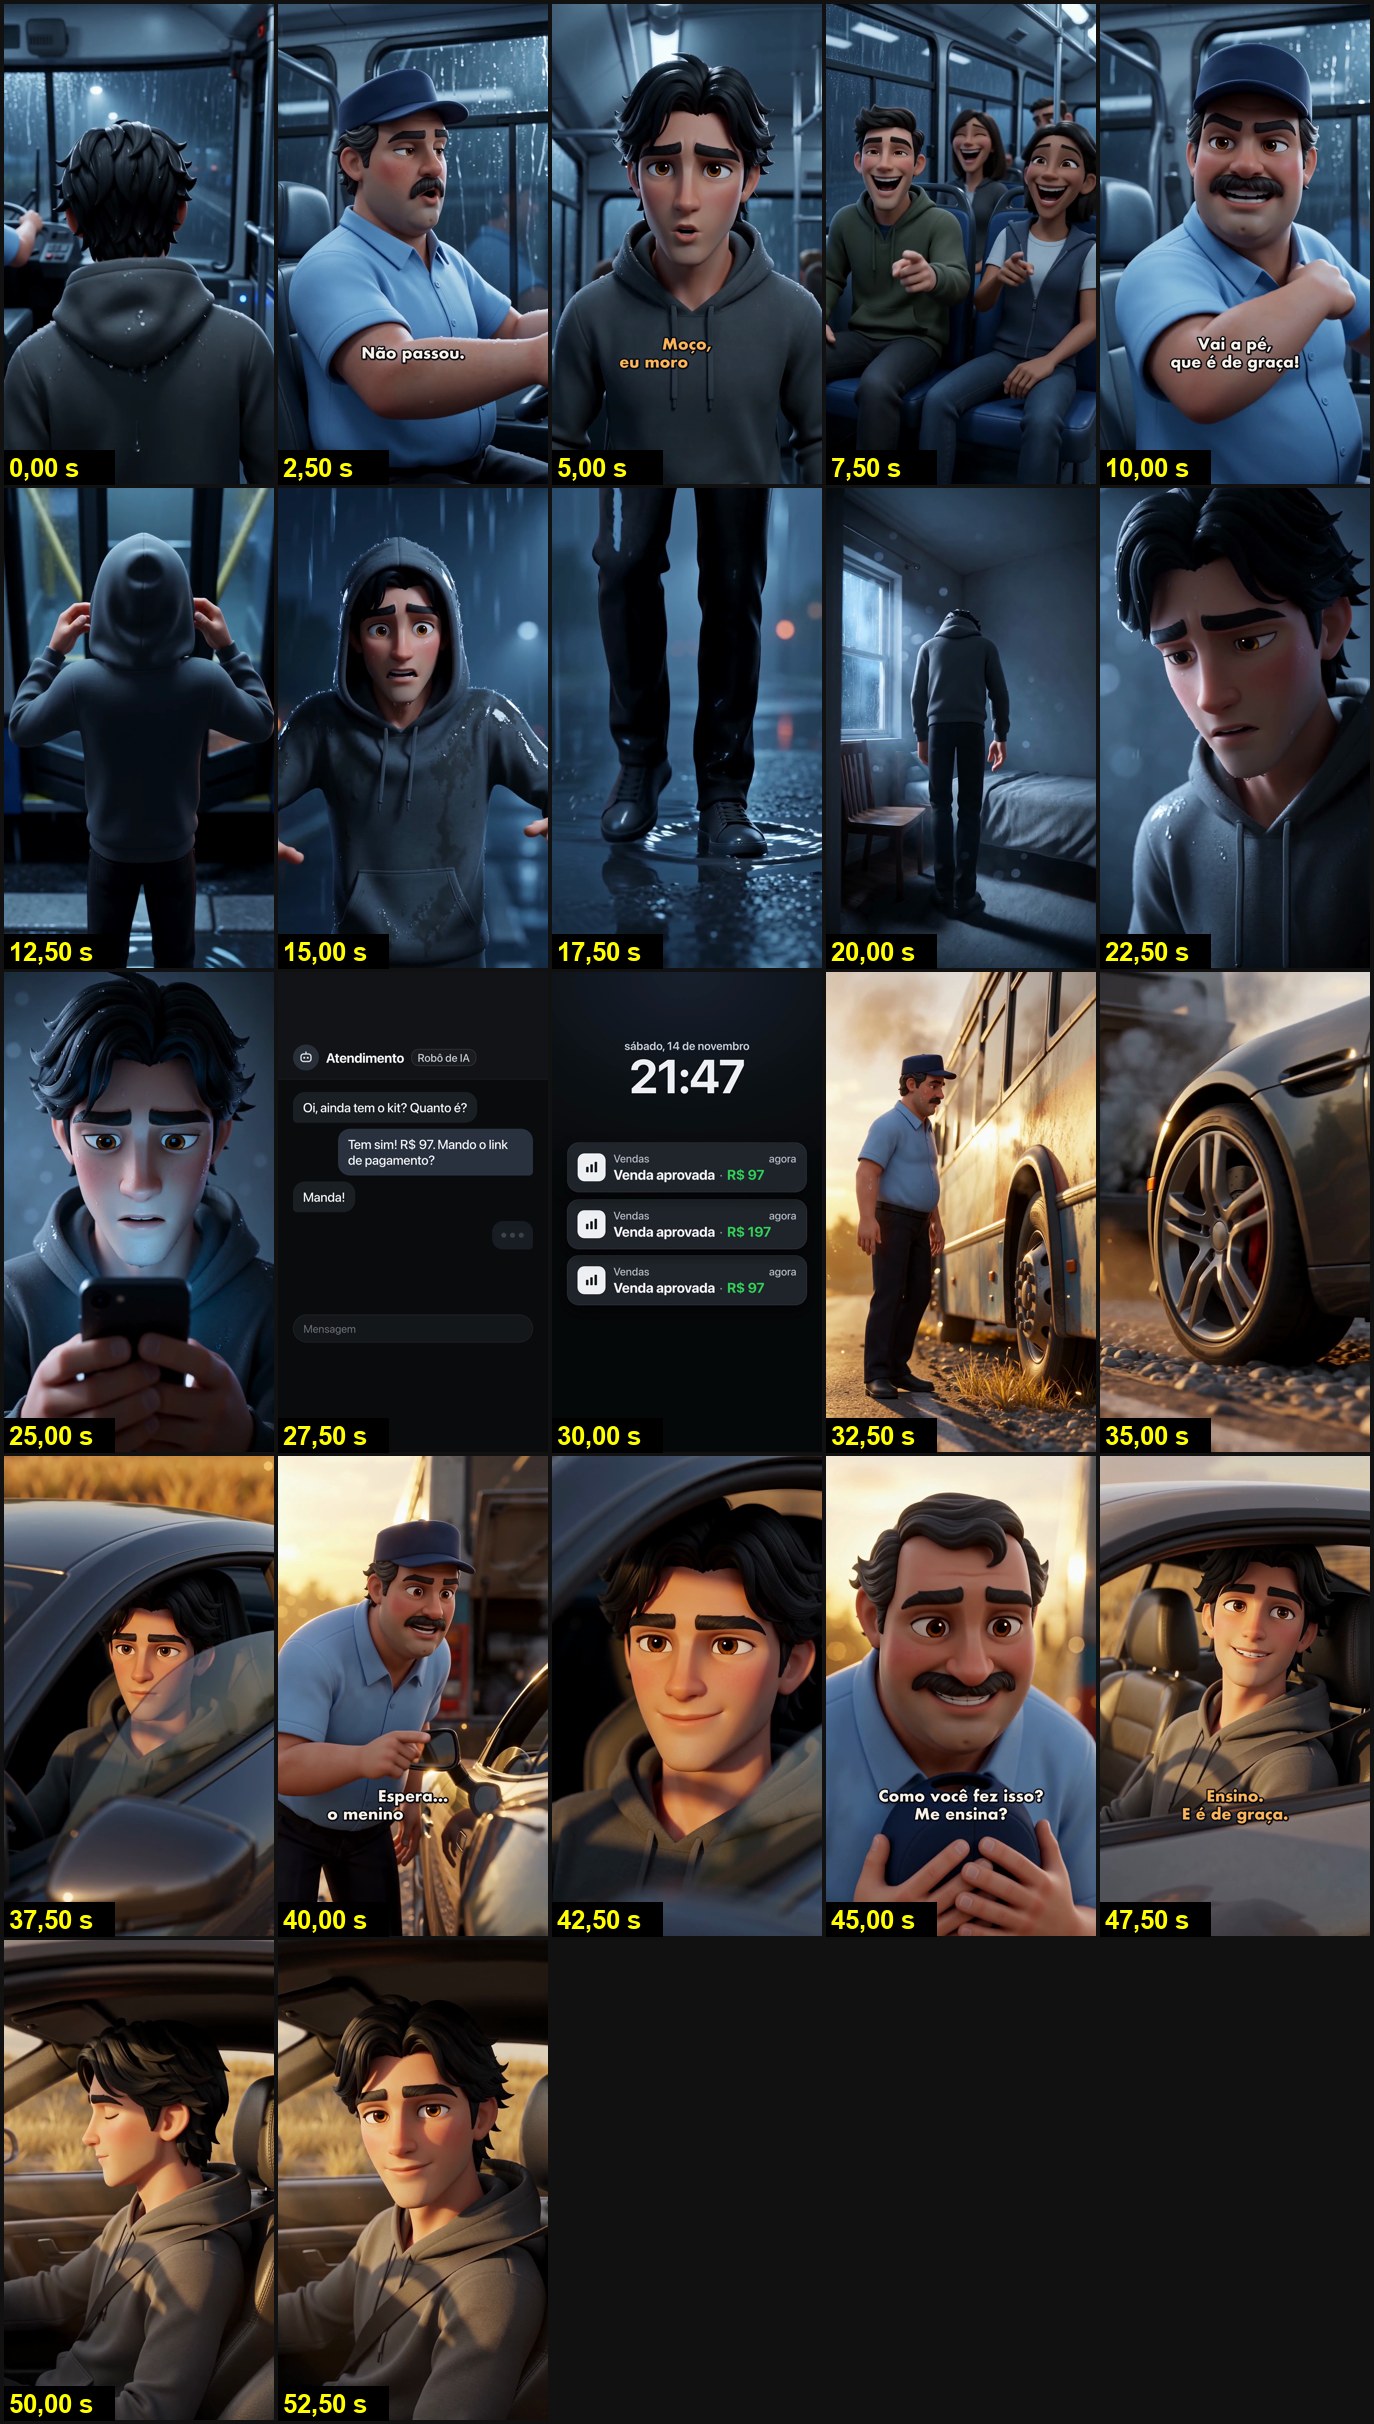 0,00 s
Não passou.
2,50 s
Moço,
eu moro
5,00 s
7,50 s
Vai a pé,
que é de graça!
10,00 s
12,50 s
15,00 s
17,50 s
20,00 s
22,50 s
25,00 s
Atendimento
Robô de IA
Oi, ainda tem o kit? Quanto é?
Tem sim! R$ 97. Mando o link
de pagamento?
Manda!
Mensagem
27,50 s
sábado, 14 de novembro
21:47
Vendas
agora
Venda aprovada · R$ 97
Vendas
agora
Venda aprovada · R$ 197
Vendas
agora
Venda aprovada · R$ 97
30,00 s
32,50 s
35,00 s
37,50 s
Espera...
o menino
40,00 s
42,50 s
Como você fez isso?
Me ensina?
45,00 s
Ensino.
E é de graça.
47,50 s
50,00 s
52,50 s